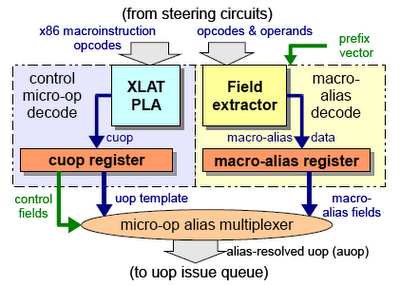 (from steering circuits)
x86 macroinstruction
opcodes
opcodes & operands
prefix
vector
control
micro-op
decode
XLAT
PLA
Field
extractor
macro-
alias
decode
cuop
macro-alias
data
cuop register
macro-alias register
control
fields
uop template
macro-
alias fields
micro-op alias multiplexer
alias-resolved uop (auop)
(to uop issue queue)